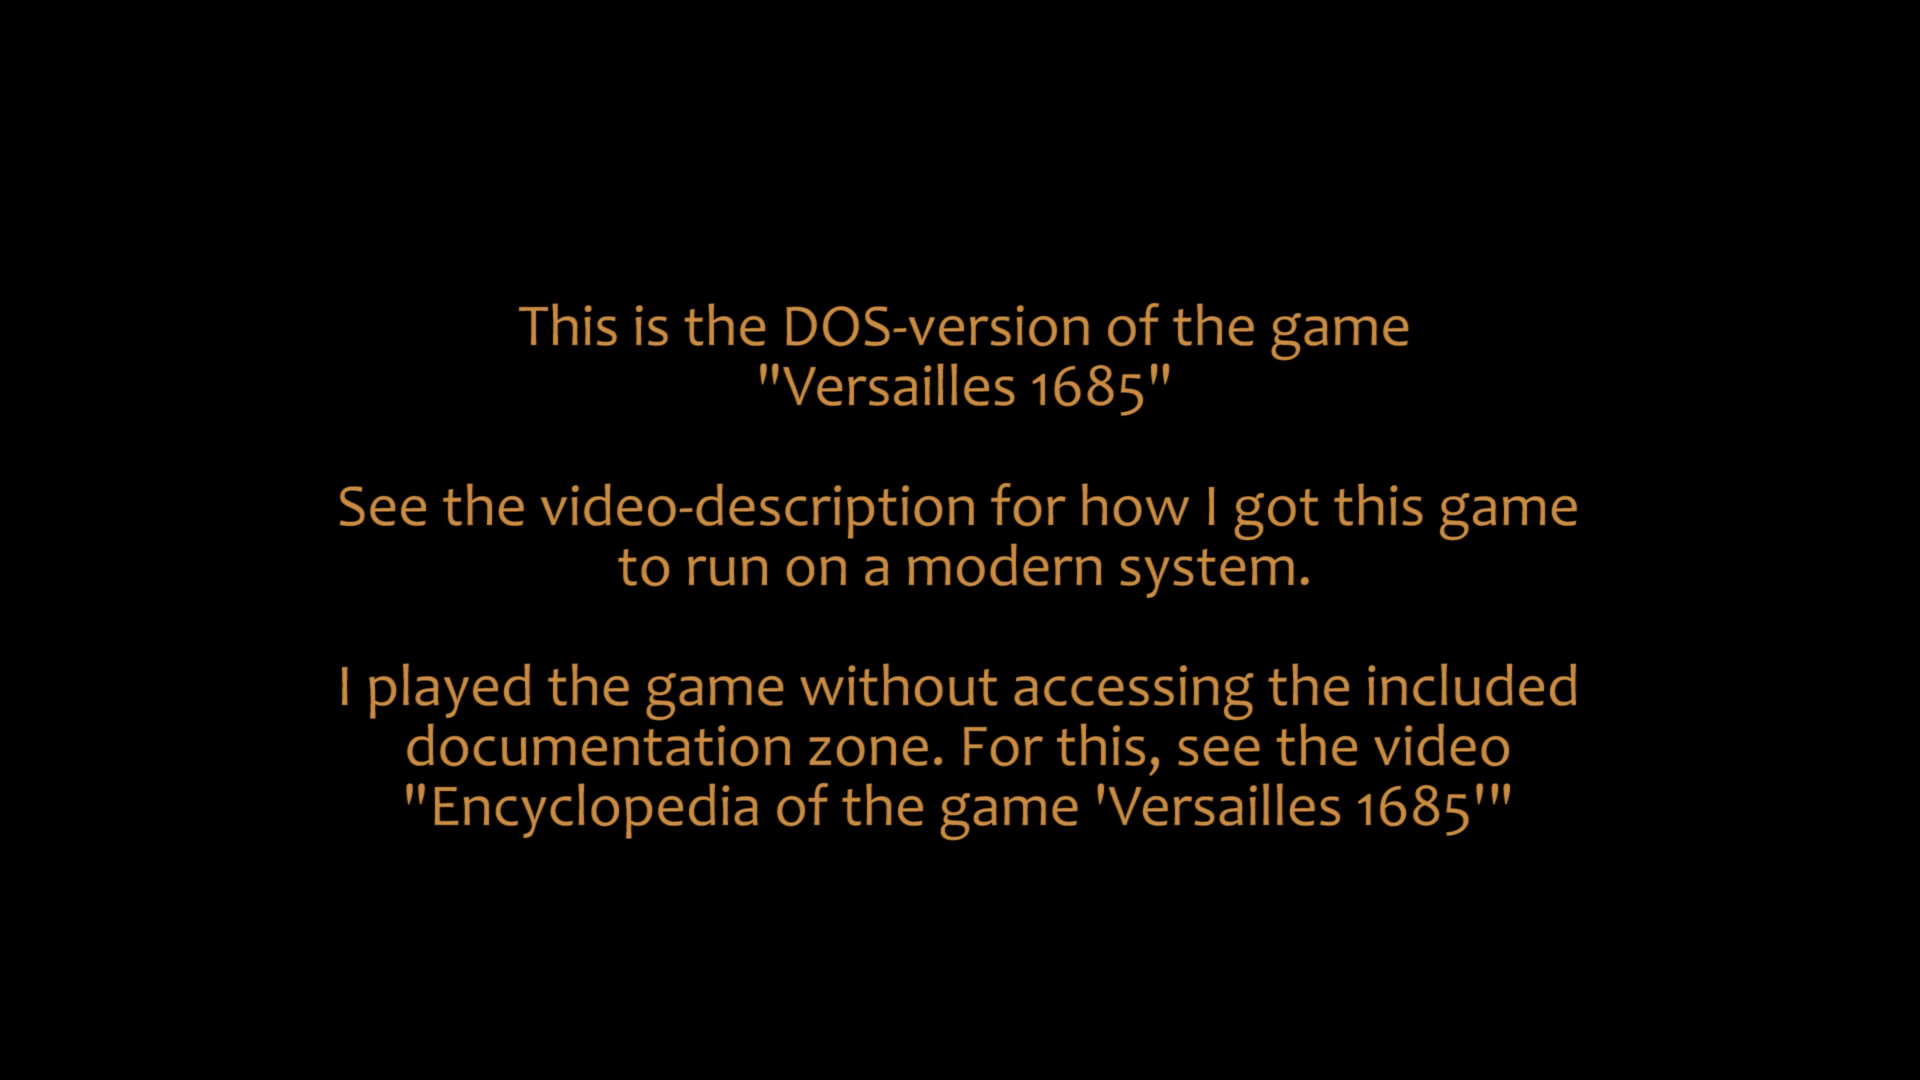 This is the DOS-version of the game
"Versailles 1685"
See the video-description for how I got this game
to run on a modern system.
I played the game without accessing the included
documentation zone. For this, see the video
"Encyclopedia of the game 'Versailles 1685'"